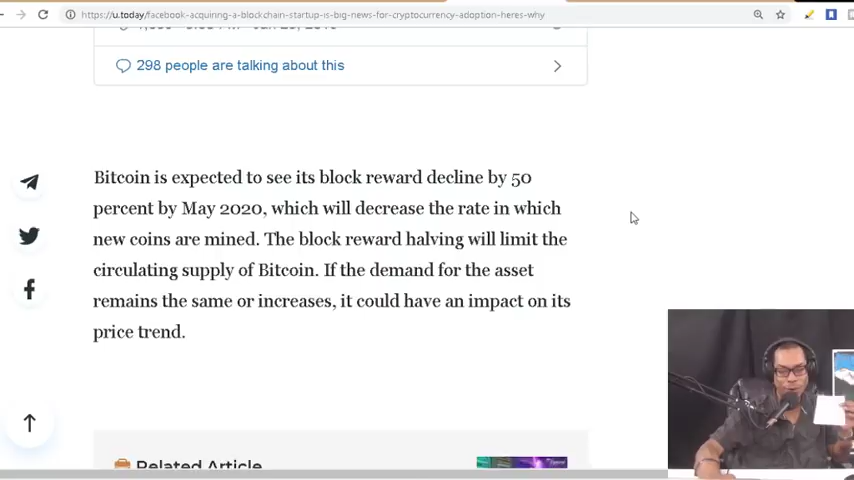 https://u.today/facebook-acquiring-a-blockchain-startup-is-big-news-for-cryptocurrency-adoption-heres-why
298 people are talking about this
Bitcoin is expected to see its block reward decline by 50
percent by May 2020, which will decrease the rate in which
new coins are mined. The block reward halving will limit the
circulating supply of Bitcoin. If the demand for the asset
remains the same or increases, it could have an impact on its
price trend.
Related Article